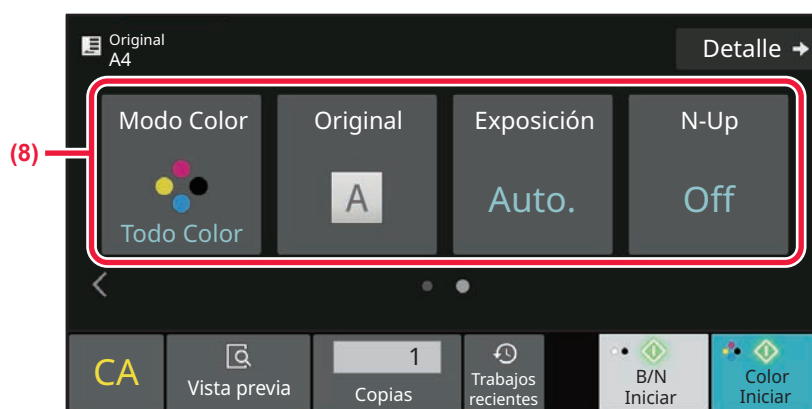 Original
A4
Detalle
(8)
Modo Color
Todo Color
Original
A
Exposición
Auto.
N-Up
Off
CA
Vista previa
1
Copias
Trabajos
recientes
B/N
Iniciar
Color
Iniciar